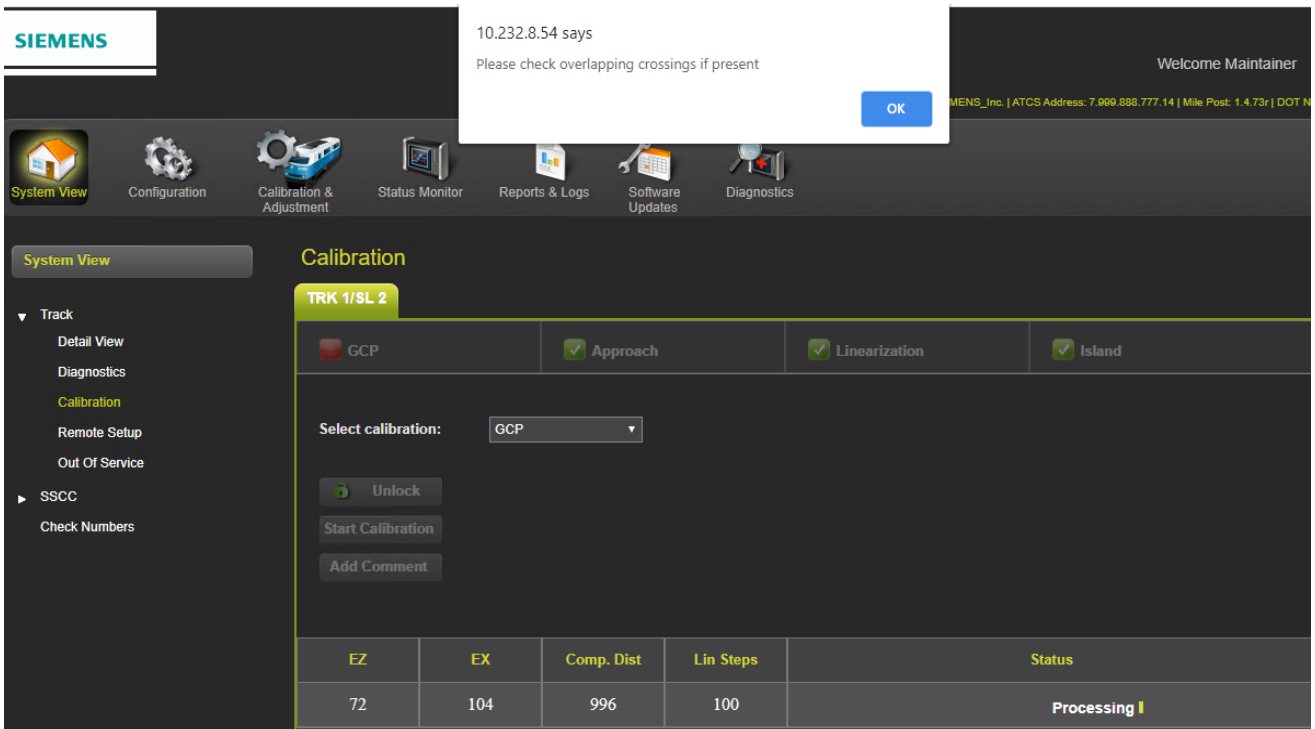 SIEMENS
10.232.8.54 says
Please check overlapping crossings if present
OK
Welcome Maintainer
MENS_Inc. | ATCS Address: 7.999.888.777.14 | Mile Post: 1.4.73r | DOT N
System View
Configuration
Calibration &
Adjustment
Status Monitor
Reports & Logs
Software
Updates
Diagnostics
System View
Track
Detail View
Diagnostics
Calibration
Remote Setup
Out Of Service
SSCC
Check Numbers
Calibration
TRK 1/SL 2
GCP
Approach
Linearization
Island
Select calibration:
GCP
Unlock
Start Calibration
Add Comment
EZ EX Comp. Dist Lin Steps Status
72 104 996 100 Processing